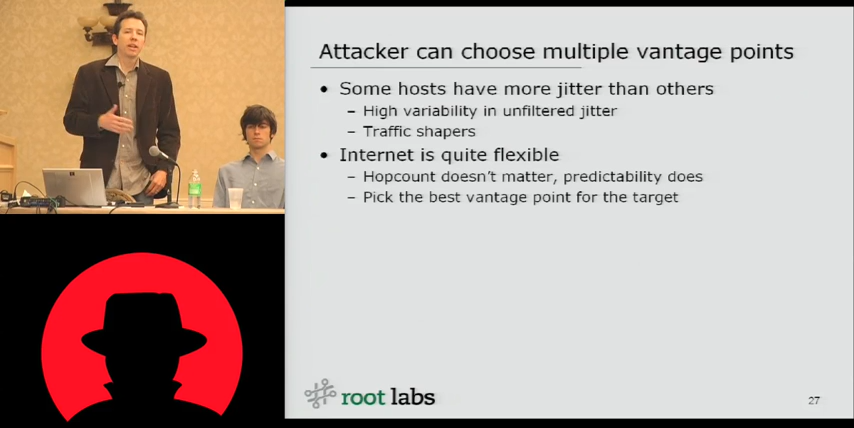 Attacker can choose multiple vantage points
• Some hosts have more jitter than others
– High variability in unfiltered jitter
– Traffic shapers
• Internet is quite flexible
– Hopcount doesn't matter, predictability does
– Pick the best vantage point for the target
root labs
27